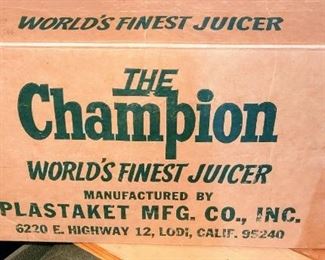 WORLD'S FINEST JUICER
THE
Champion
WORLD'S FINEST JUICER
MANUFACTURED BY
PLASTAKET MFG. CO., INC.
6220 E. HIGHWAY 12, LODI, CALIF. 95240